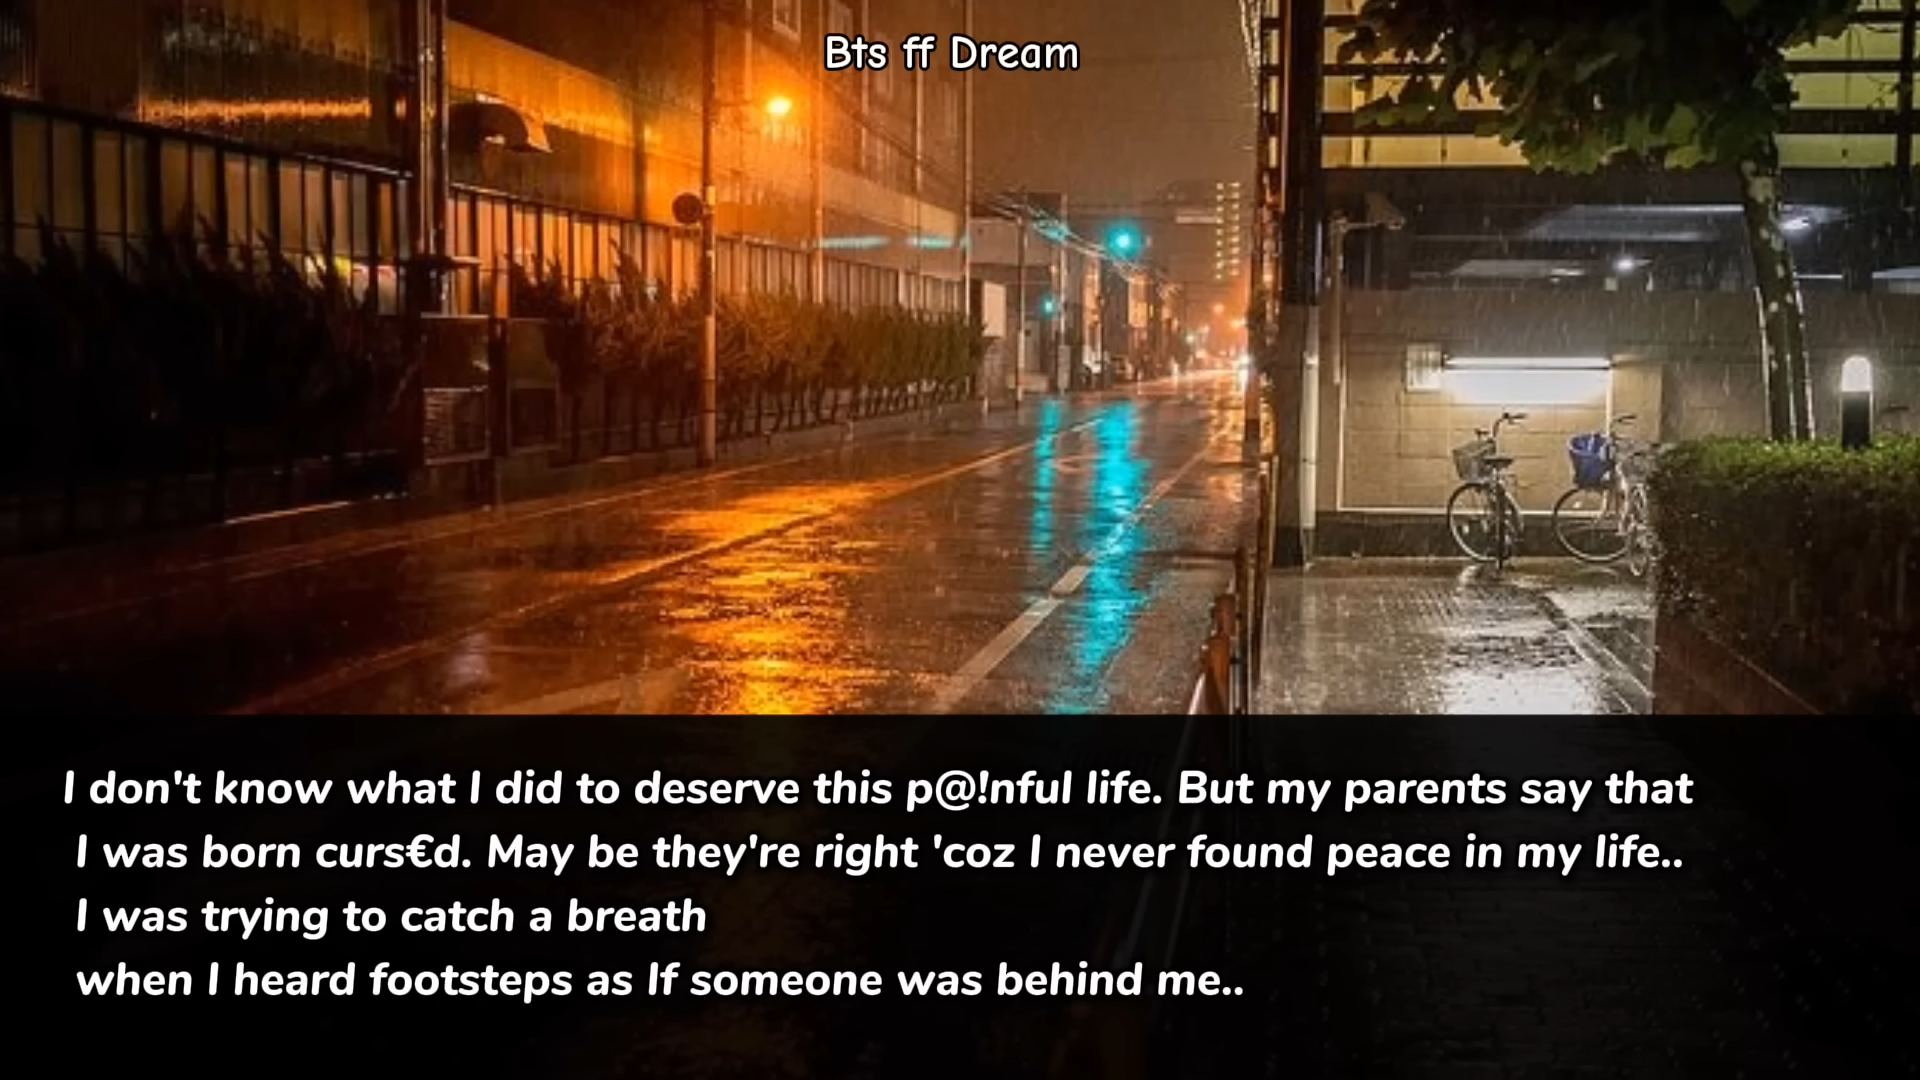 Bts ff Dream
I don't know what I did to deserve this p@!nful life. But my parents say that
I was born curs€d. May be they're right 'coz I never found peace in my life..
I was trying to catch a breath
when I heard footsteps as If someone was behind me..